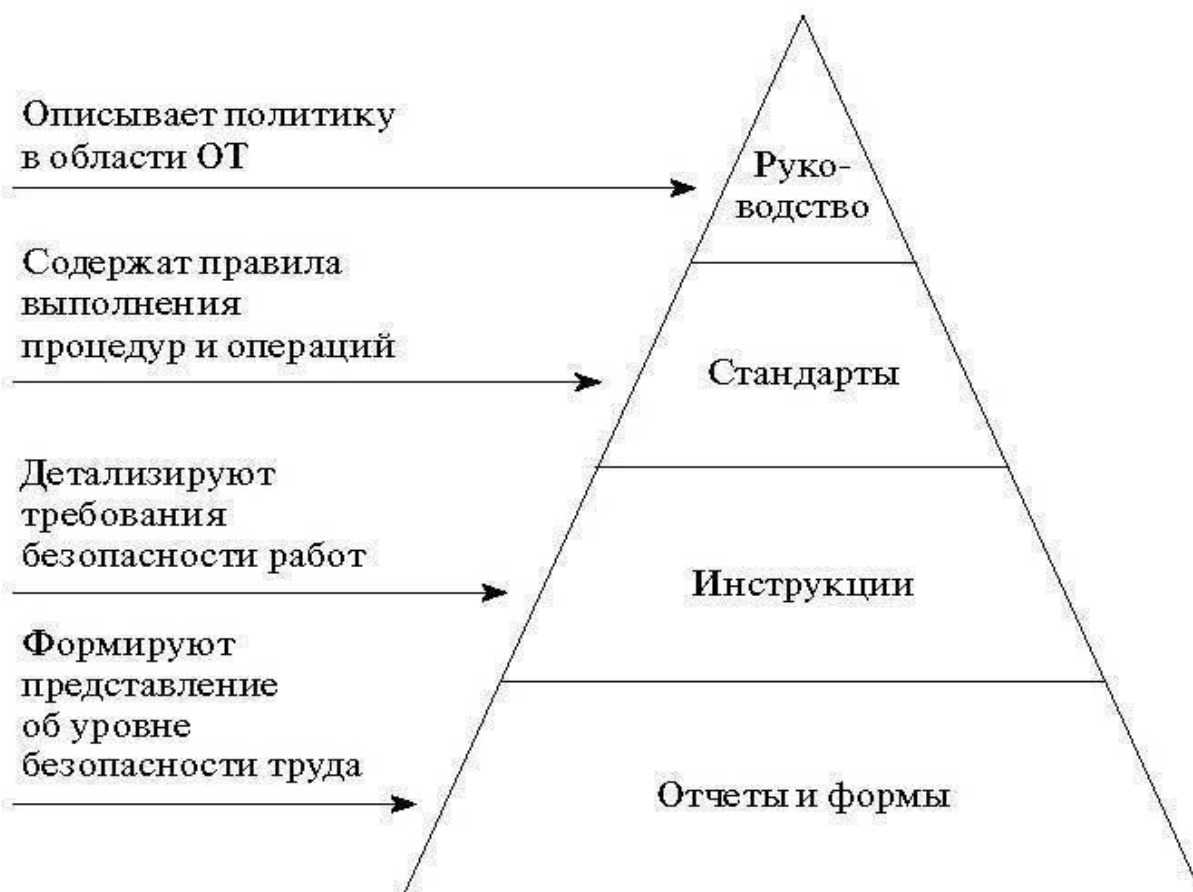 Описывает политику
в области ОТ
Руко-
водство
Содержат правила
выполнения
процедур и операций
Стандарты
Детализируют
требования
безопасности работ
Инструкции
Формируют
представление
об уровне
безопасности труда
Отчеты и формы